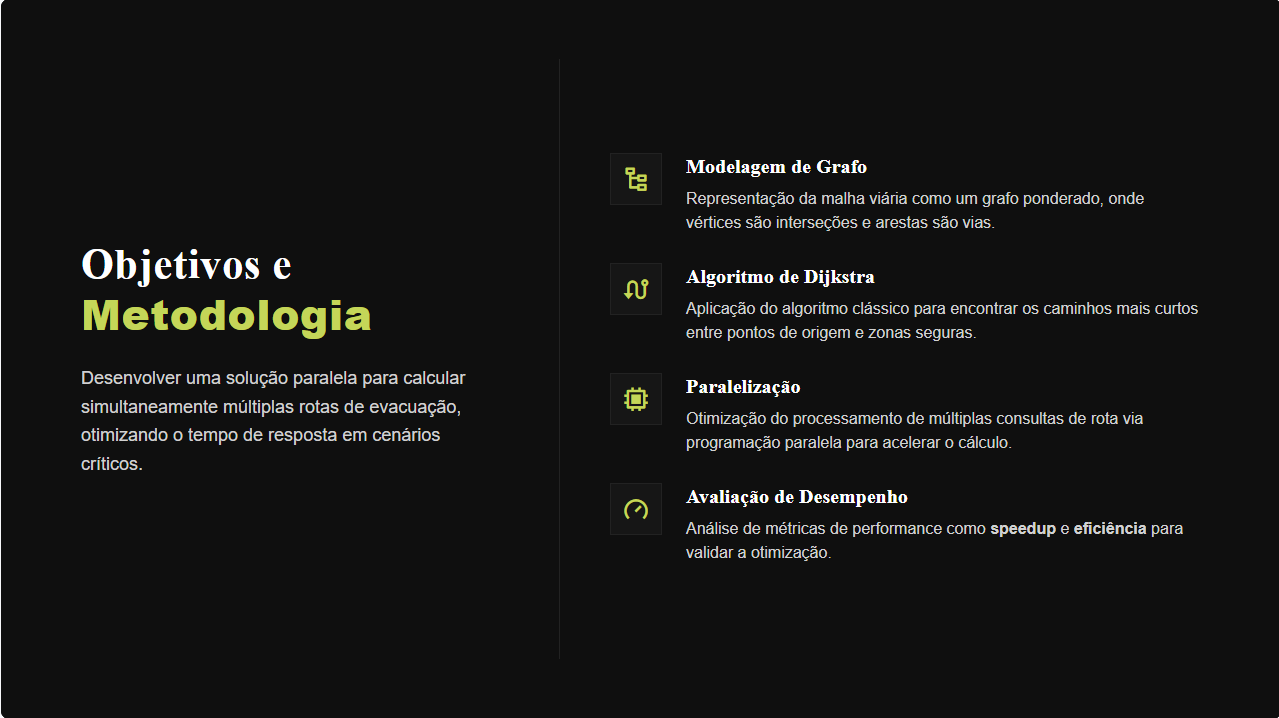 Objetivos e
Metodologia
Desenvolver uma solução paralela para calcular
simultaneamente múltiplas rotas de evacuação,
otimizando o tempo de resposta em cenários
críticos.
Modelagem de Grafo
Representação da malha viária como um grafo ponderado, onde
vértices são interseções e arestas são vias.
Algoritmo de Dijkstra
Aplicação do algoritmo clássico para encontrar os caminhos mais curtos
entre pontos de origem e zonas seguras.
Paralelização
Otimização do processamento de múltiplas consultas de rota via
programação paralela para acelerar o cálculo.
Avaliação de Desempenho
Análise de métricas de performance como speedup e eficiência para
validar a otimização.